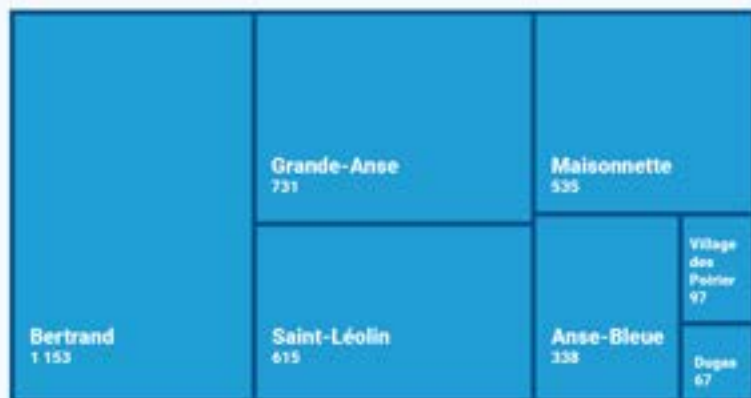 Grande-Anse
731
Maisonnette
535
Village
des
Poirier
97
Bertrand
1 153
Saint-Léolin
615
Anse-Bleue
338
Dugas
67